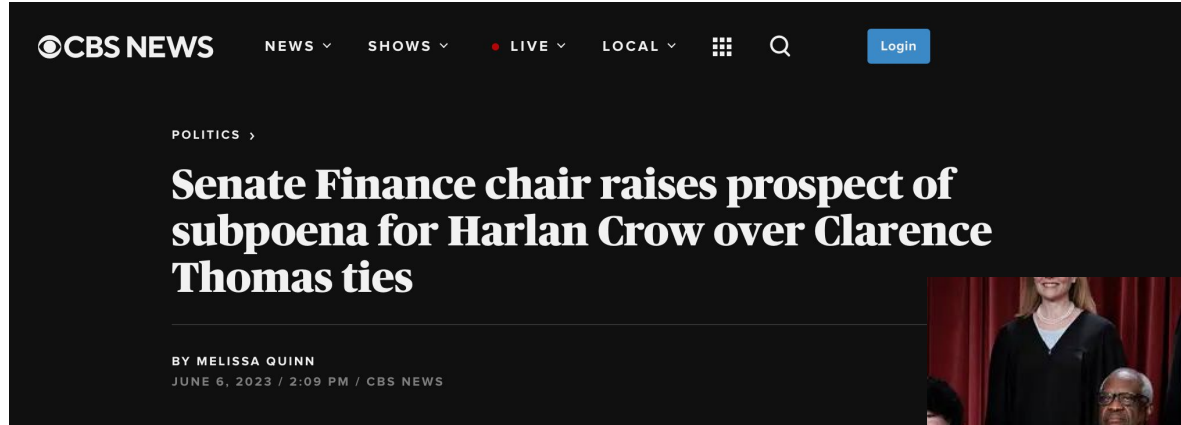 CBS NEWS NEWS SHOWS LIVE LOCAL Login
POLITICS >
Senate Finance chair raises prospect of
subpoena for Harlan Crow over Clarence
Thomas ties
BY MELISSA QUINN
JUNE 6, 2023 / 2:09 PM / CBS NEWS